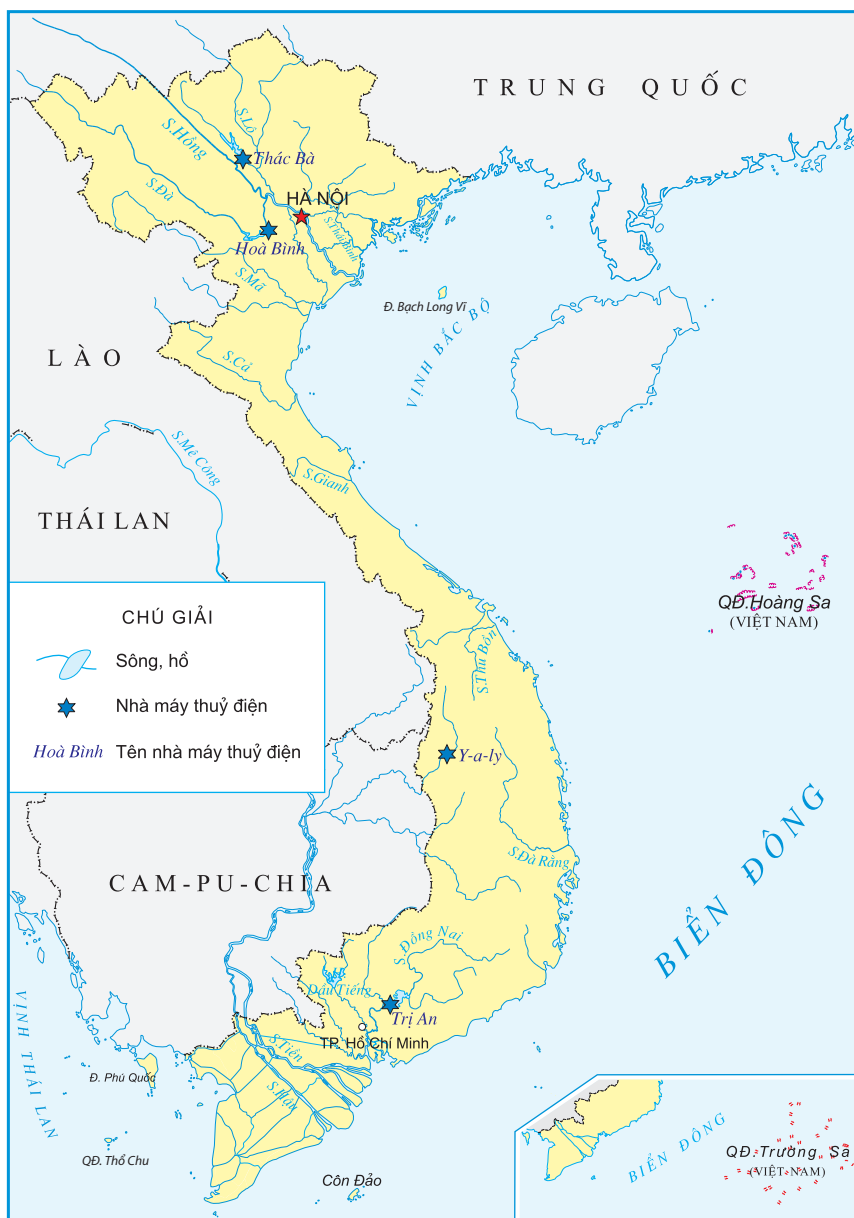 TRUNG QUỐC
S.Lô
S.Hồng
Thác Bà
S.Đà
HÀ NỘI
S.Thái Bình
Hoà Bình
S.Mã
Đ. Bạch Long Vĩ
VỊNH BẮC BỘ
LÀO
S.Cả
S.Mê Công
S.Gianh
THÁI LAN
QĐ.Hoàng Sa
(VIỆT NAM)
CHÚ GIẢI
Sông, hồ
Nhà máy thuỷ điện
Hoà Bình Tên nhà máy thuỷ điện
S.Thu Bồn
Y-a-ly
BIỂN ĐÔNG
S.Đà Rằng
CAM-PU-CHIA
S.Đồng Nai
H.
Dầu Tiếng
Trị An
TP. Hồ Chí Minh
S.Tiền
S.Hậu
VỊNH THÁI LAN
Đ. Phú Quốc
QĐ. Thổ Chu
Côn Đảo
BIỂN ĐÔNG
QĐ.Trường Sa
(VIỆT NAM)